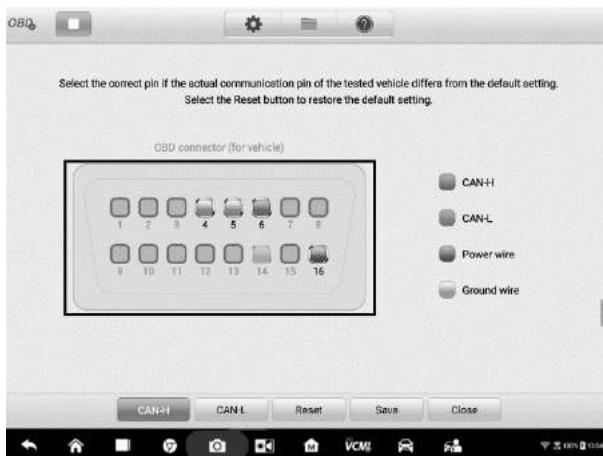 OBD
Select the correct pin if the actual communication pin of the tested vehicle differs from the default setting.
Select the Reset button to restore the default setting.
OBD connector (for vehicle)
1 2 3 4 5 6 7 8
9 10 11 12 13 14 15 16
CAN-H
CAN-L
Power wire
Ground wire
CAN-H CAN-L Reset Save Close
M VCMI 100% 10:54